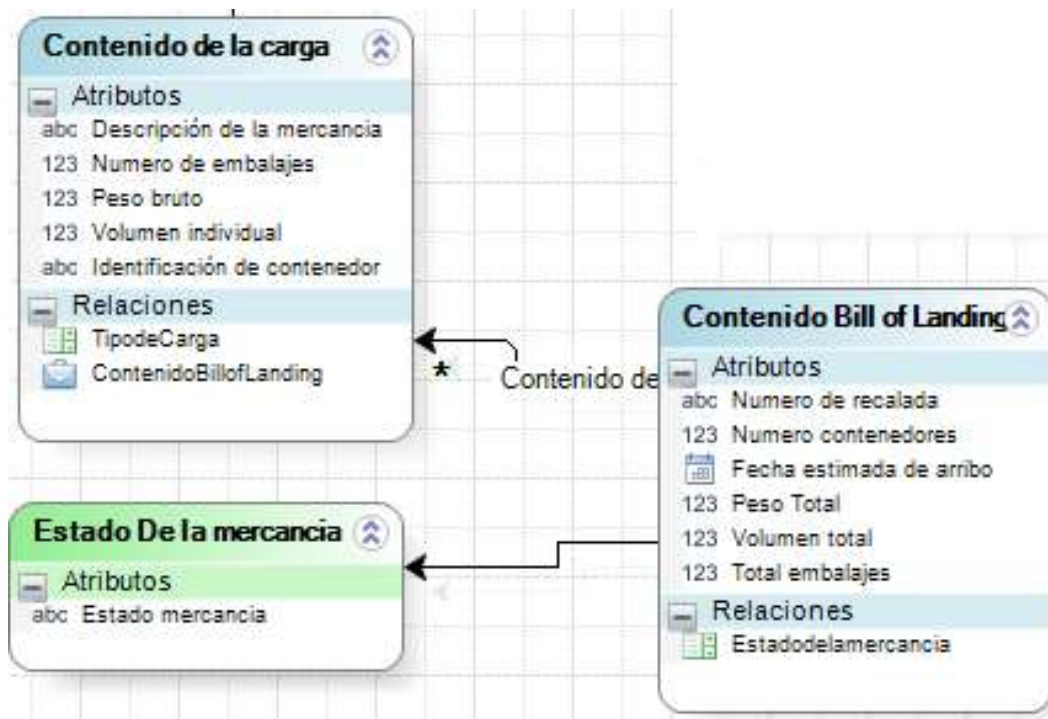 Contenido de la carga
Atributos
abc Descripción de la mercancia
123 Numero de embalajes
123 Peso bruto
123 Volumen individual
abc Identificación de contenedor
Relaciones
TipodeCarga
ContenidoBillofLanding
*
Contenido de
Contenido Bill of Landing
Atributos
abc Numero de recalada
123 Numero contenedores
Fecha estimada de arribo
123 Peso Total
123 Volumen total
123 Total embalajes
Relaciones
Estadodelamercancia
Estado De la mercancia
Atributos
abc Estado mercancia